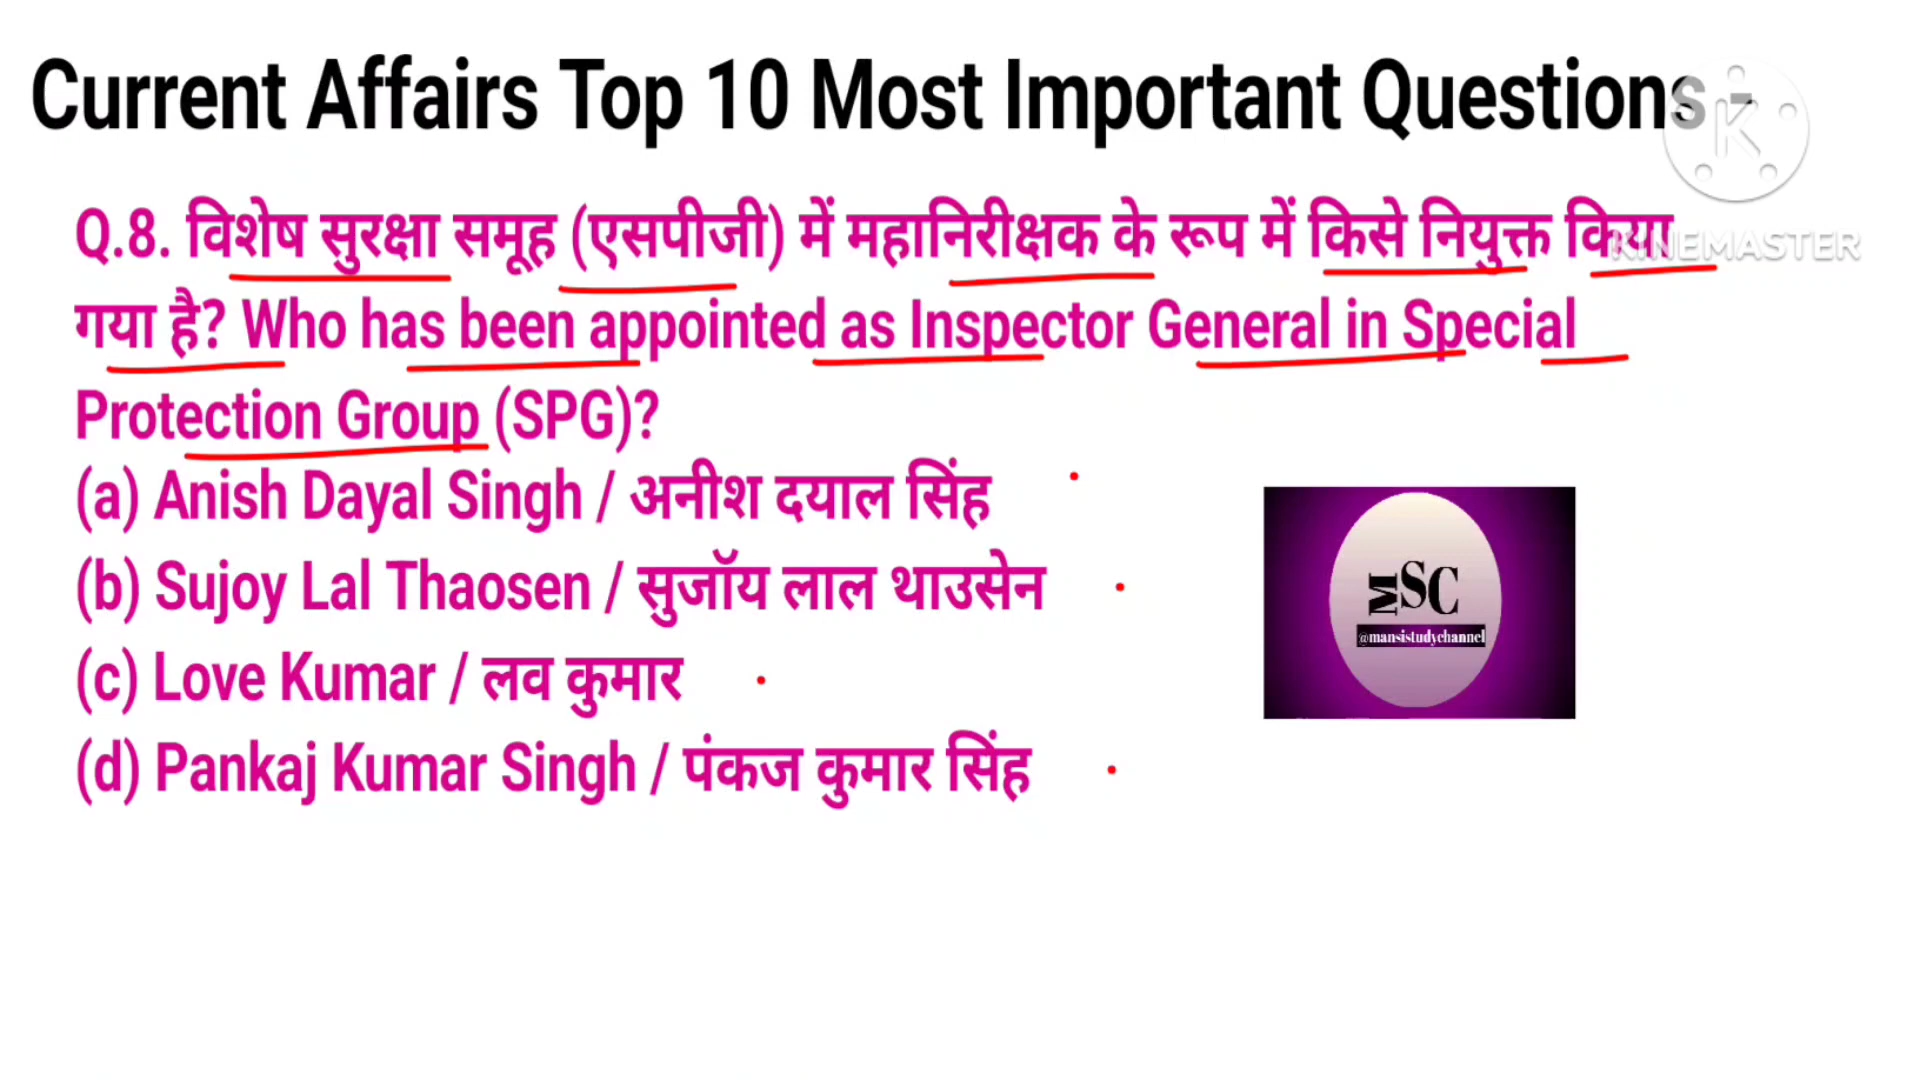 Current Affairs Top 10 Most Important Questions -
K
KINEMASTER
Q.8. विशेष सुरक्षा समूह (एसपीजी) में महानिरीक्षक के रूप में किसे नियुक्त किया
गया है? Who has been appointed as Inspector General in Special
Protection Group (SPG)?
(a) Anish Dayal Singh / अनीश दयाल सिंह
(b) Sujoy Lal Thaosen / सुजॉय लाल थाउसेन
(c) Love Kumar / लव कुमार
(d) Pankaj Kumar Singh / पंकज कुमार सिंह
MSC
@mansistudychannel